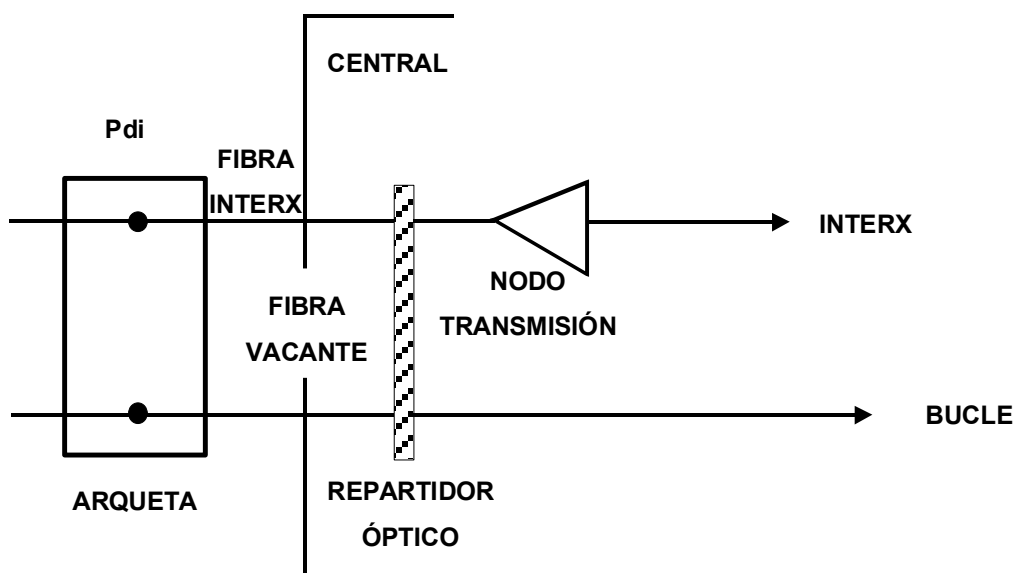 CENTRAL
Pdi
FIBRA
INTERX
INTERX
NODO
TRANSMISIÓN
FIBRA
VACANTE
BUCLE
ARQUETA
REPARTIDOR
ÓPTICO